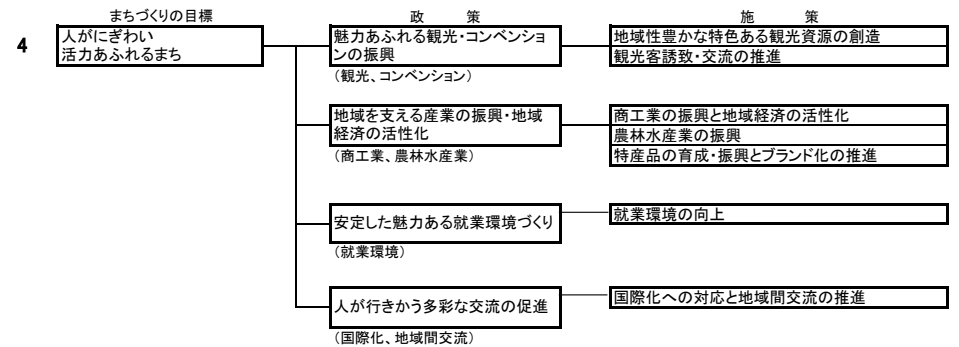 まちづくりの目標
政 策
施 策
4
人がにぎわい
活力あふれるまち
魅力あふれる観光・コンベンショ
ンの振興
(観光、コンベンション)
地域性豊かな特色ある観光資源の創造
観光客誘致・交流の推進
地域を支える産業の振興・地域
経済の活性化
(商工業、農林水産業)
商工業の振興と地域経済の活性化
農林水産業の振興
特産品の育成・振興とブランド化の推進
安定した魅力ある就業環境づくり
(就業環境)
就業環境の向上
人が行きかう多彩な交流の促進
(国際化、地域間交流)
国際化への対応と地域間交流の推進